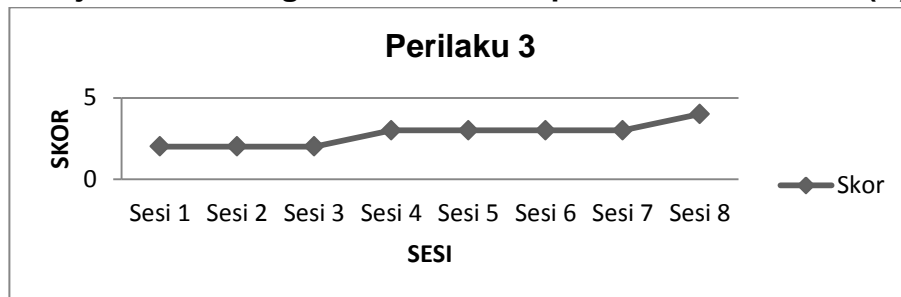 Perilaku 3
5
0
SKOR
Sesi 1 Sesi 2 Sesi 3 Sesi 4 Sesi 5 Sesi 6 Sesi 7 Sesi 8
SESI
Skor